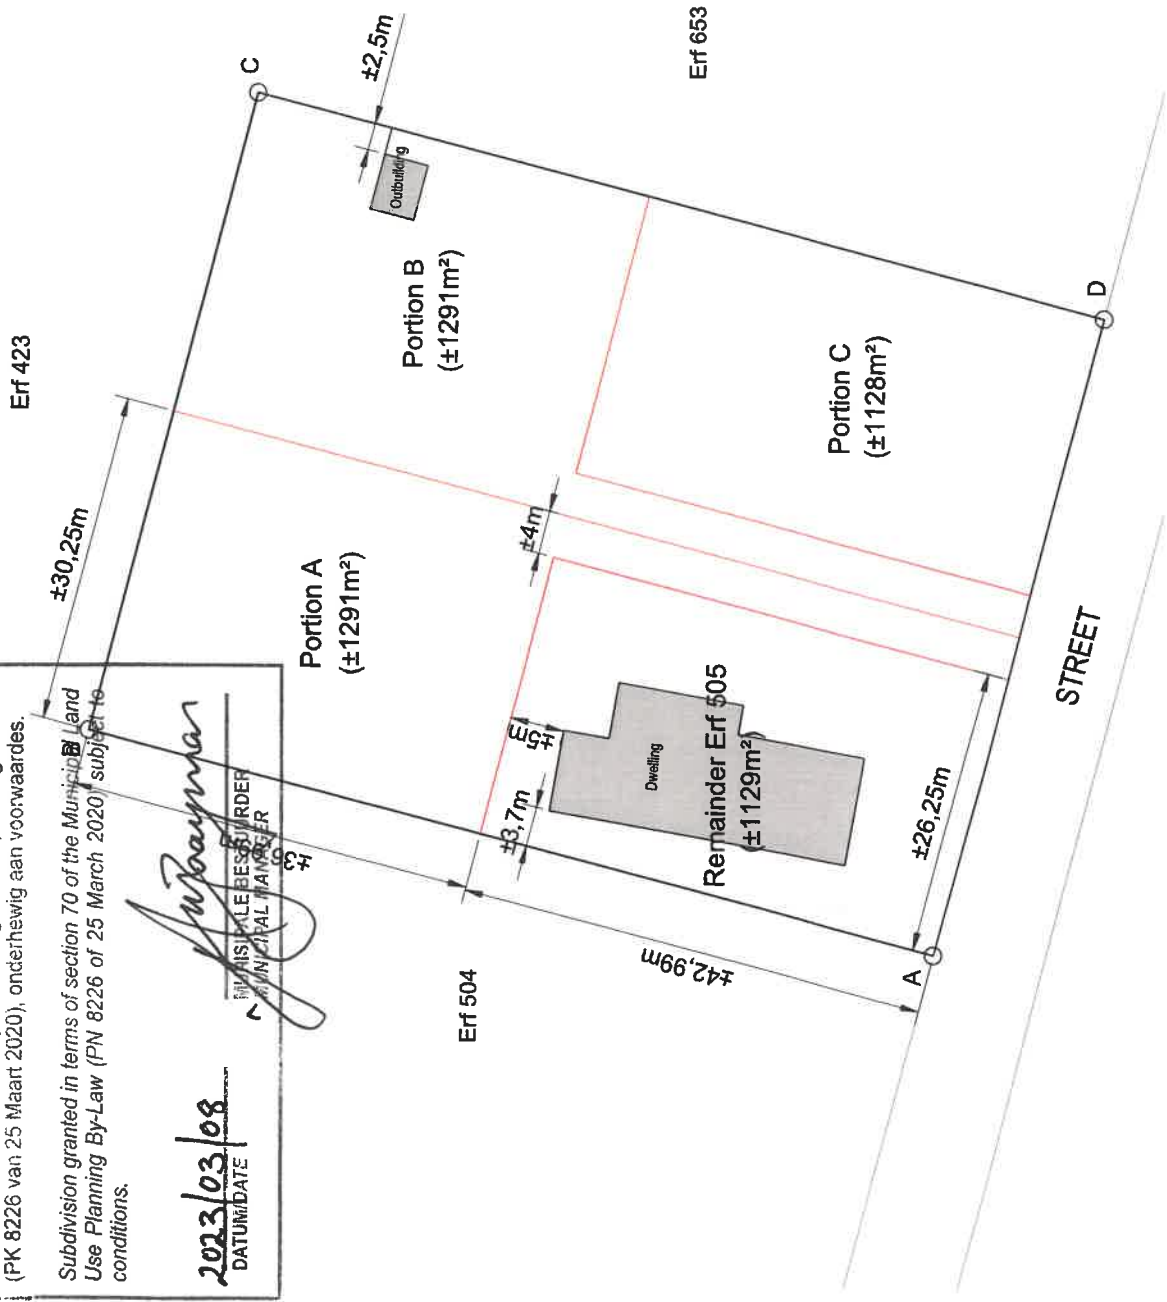 (PK 8226 van 25 Maart 2020), onderhewig aan voorwaardes.
Subdivision granted in terms of section 70 of the Municipal Land
Use Planning By-Law (PN 8226 of 25 March 2020) subject to
conditions.
2023/03/08
DATUM/DATE
MUNISIPALE BESTUURDER
MUNICIPAL MANAGER
Erf 423
±30,25m
B
C
±2,5m
Outbuilding
Erf 653
Portion A
(±1291m²)
Portion B
(±1291m²)
±36
±4m
Erf 504
±42,99m
±3,7m
±5m
Dwelling
Remainder Erf 505
(±1129m²)
Portion C
(±1128m²)
±26,25m
A
D
STREET